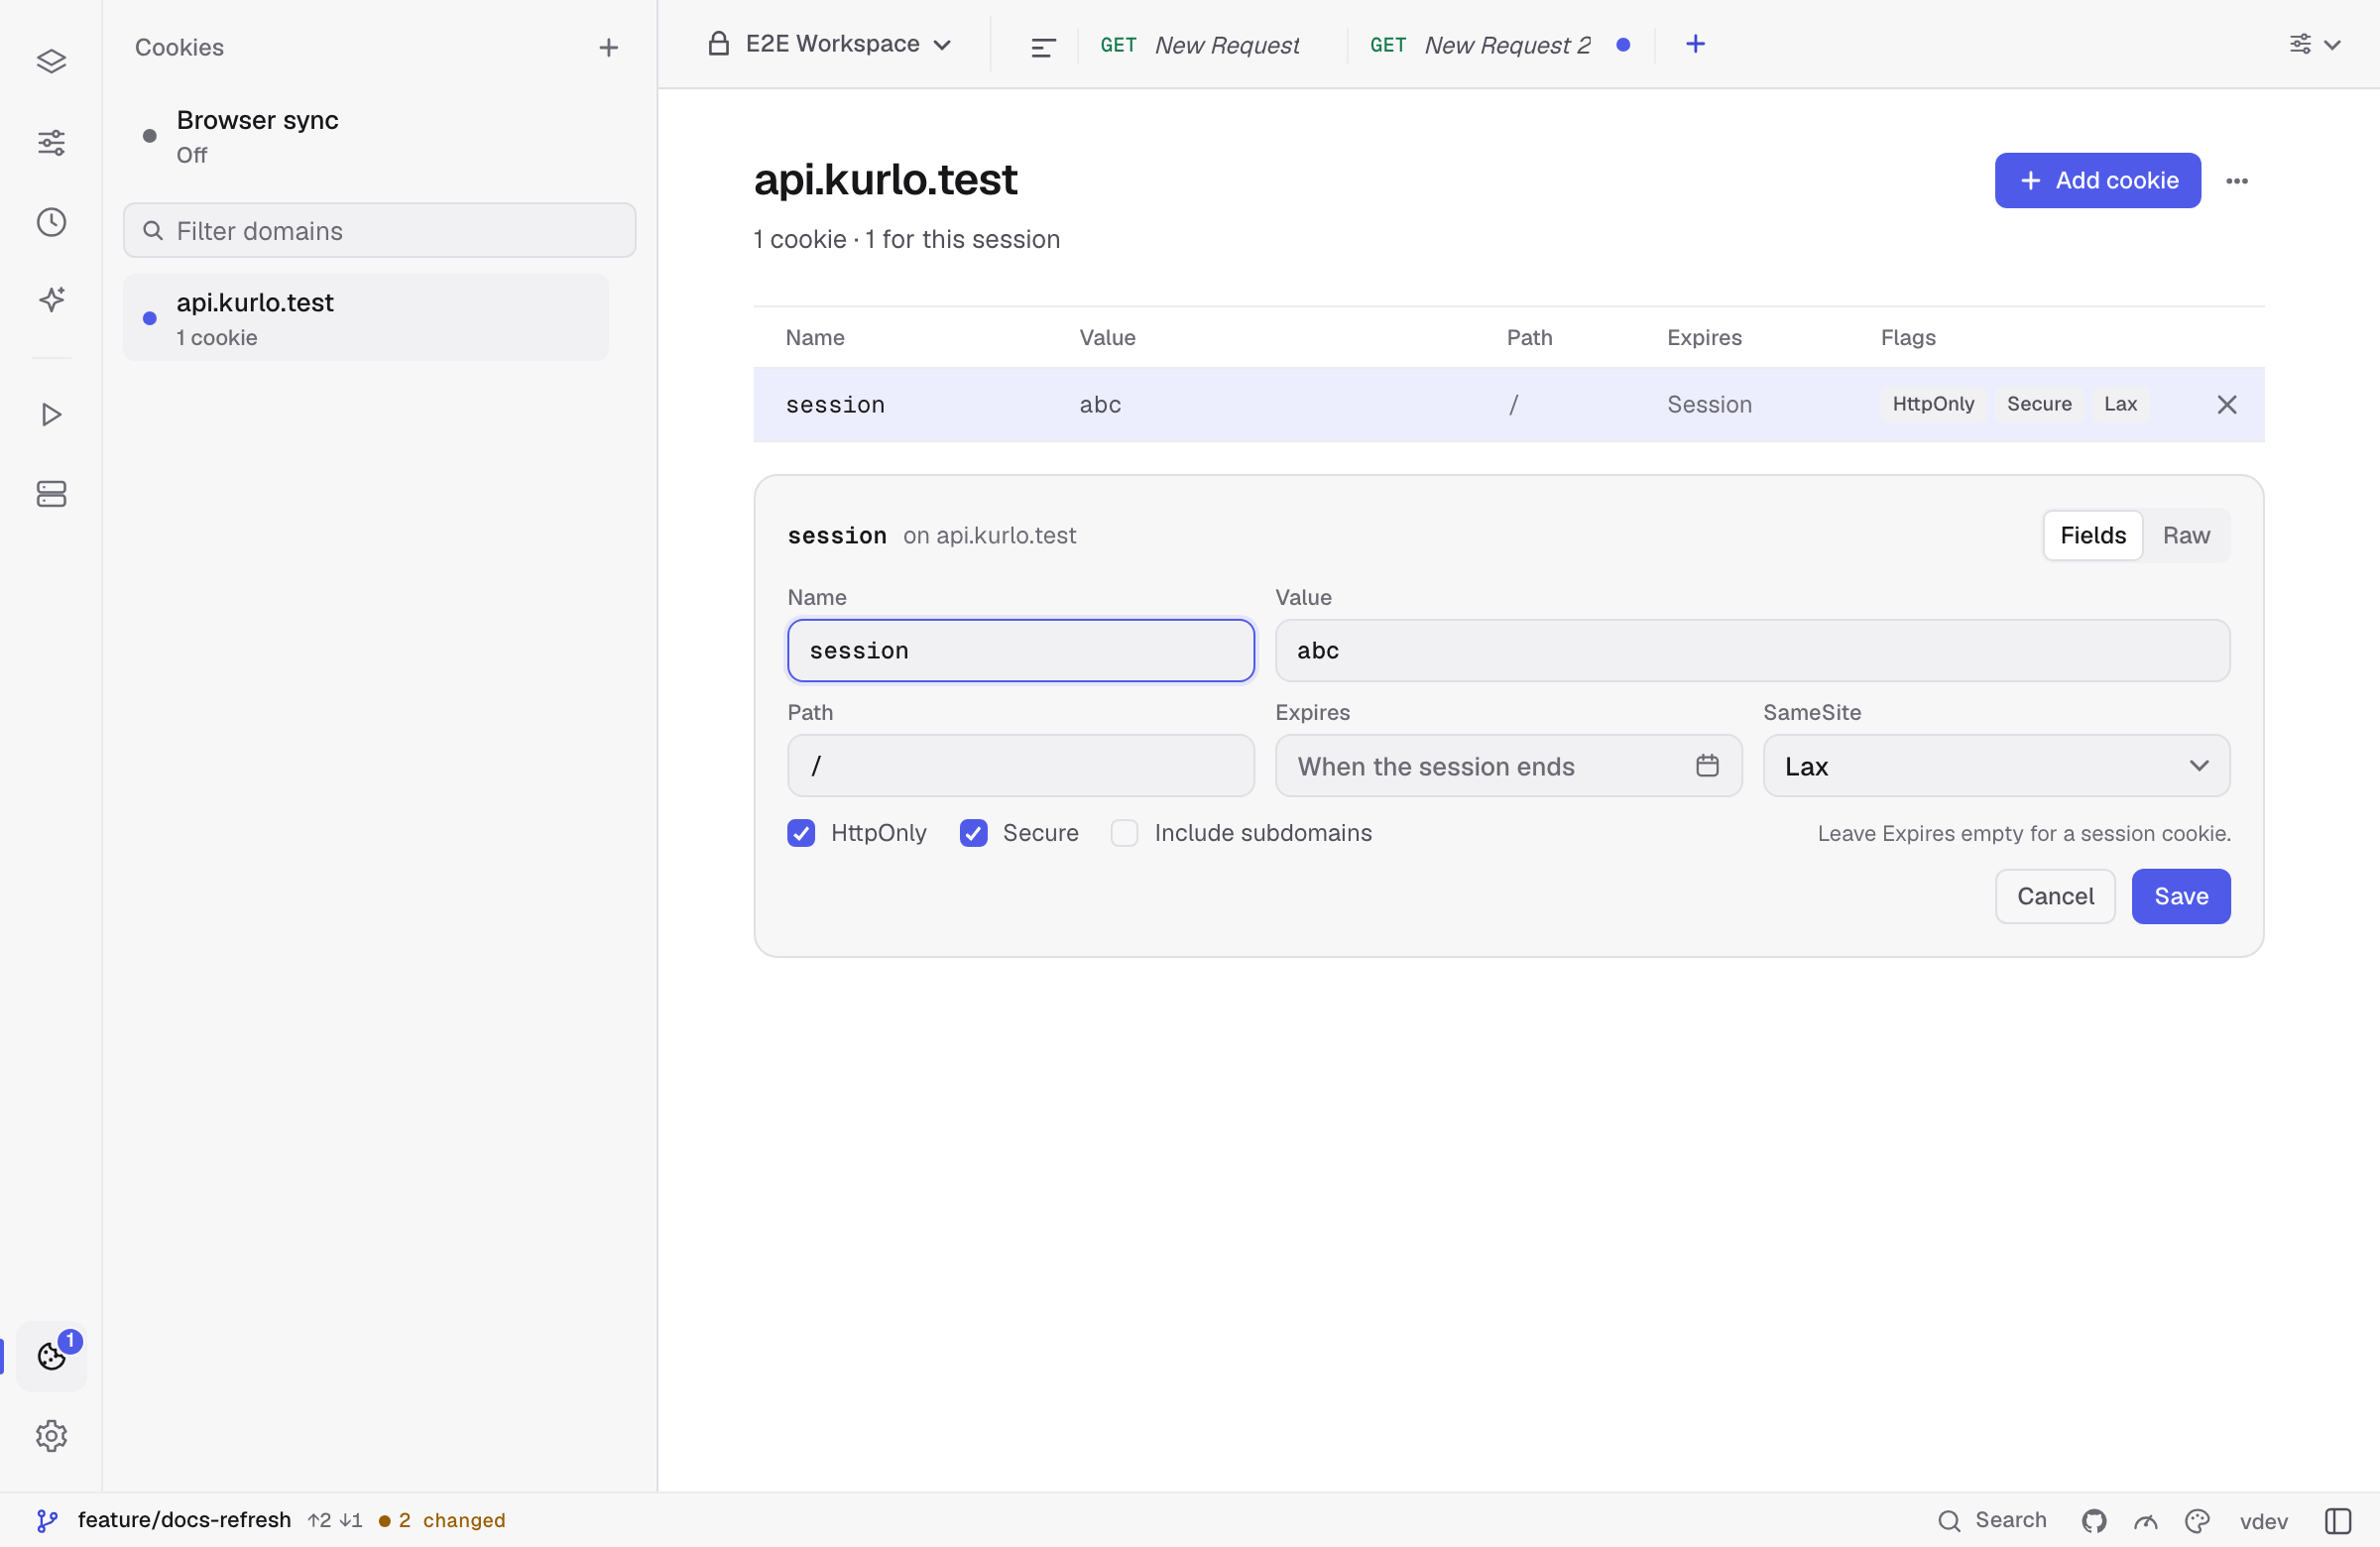 Cookies
Browser sync
Off
Filter domains
api.kurlo.test
1 cookie
E2E Workspace
GET New Request
GET New Request 2
api.kurlo.test
Add cookie
1 cookie · 1 for this session
Name Value Path Expires Flags
session abc / Session HttpOnly Secure Lax
session on api.kurlo.test
Fields Raw
Name Value
session abc
Path Expires SameSite
/ When the session ends Lax
HttpOnly Secure Include subdomains Leave Expires empty for a session cookie.
Cancel Save
1
feature/docs-refresh ↑2 ↓1 2 changed
Search vdev